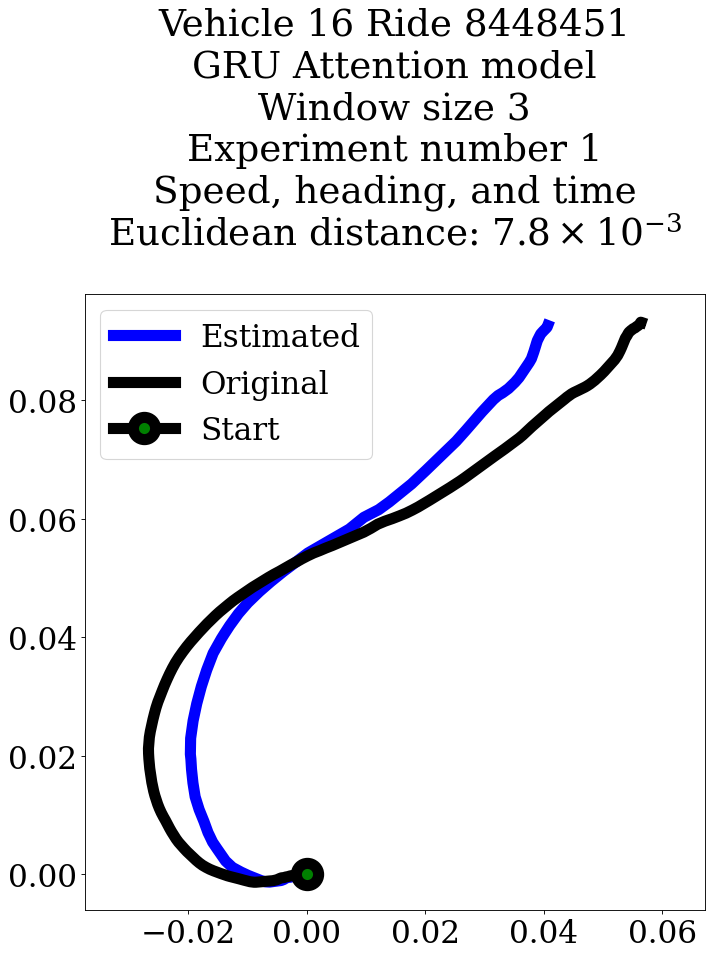 Vehicle 16 Ride 8448451
GRU Attention model
Window size 3
Experiment number 1
Speed, heading, and time
Euclidean distance: 7.8 × 10⁻³
Estimated
Original
Start
0.08
0.06
0.04
0.02
0.00
−0.02 0.00 0.02 0.04 0.06